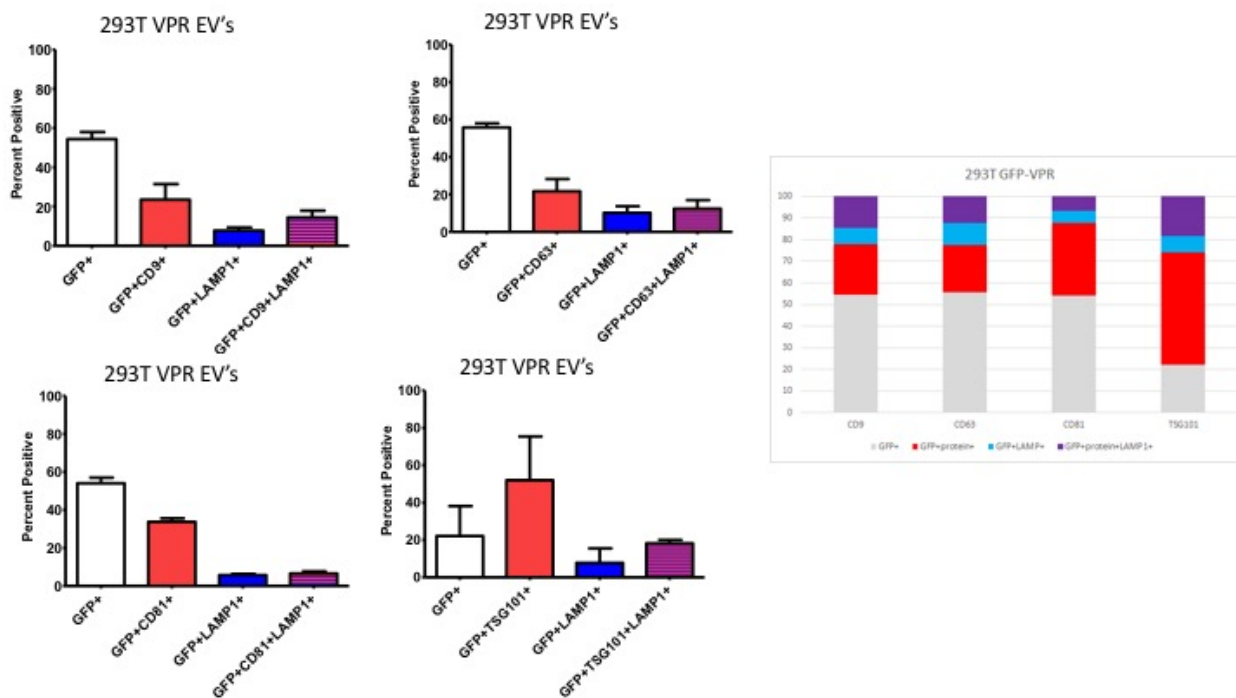 293T VPR EV's
Percent Positive
100
80
60
40
20
0
GFP+
GFP+CD9+
GFP+LAMP1+
GFP+CD9+LAMP1+
293T VPR EV's
Percent Positive
100
80
60
40
20
0
GFP+
GFP+CD63+
GFP+LAMP1+
GFP+CD63+LAMP1+
293T VPR EV's
Percent Positive
100
80
60
40
20
0
GFP+
GFP+CD81+
GFP+LAMP1+
GFP+CD81+LAMP1+
293T VPR EV's
Percent Positive
100
80
60
40
20
0
GFP+
GFP+TSG101+
GFP+LAMP1+
GFP+TSG101+LAMP1+
293T GFP-VPR
100
90
80
70
60
50
40
30
20
10
0
CD9 CD63 CD81 TSG101
GFP+ GFP+protein+ GFP+LAMP+ GFP+protein+LAMP1+